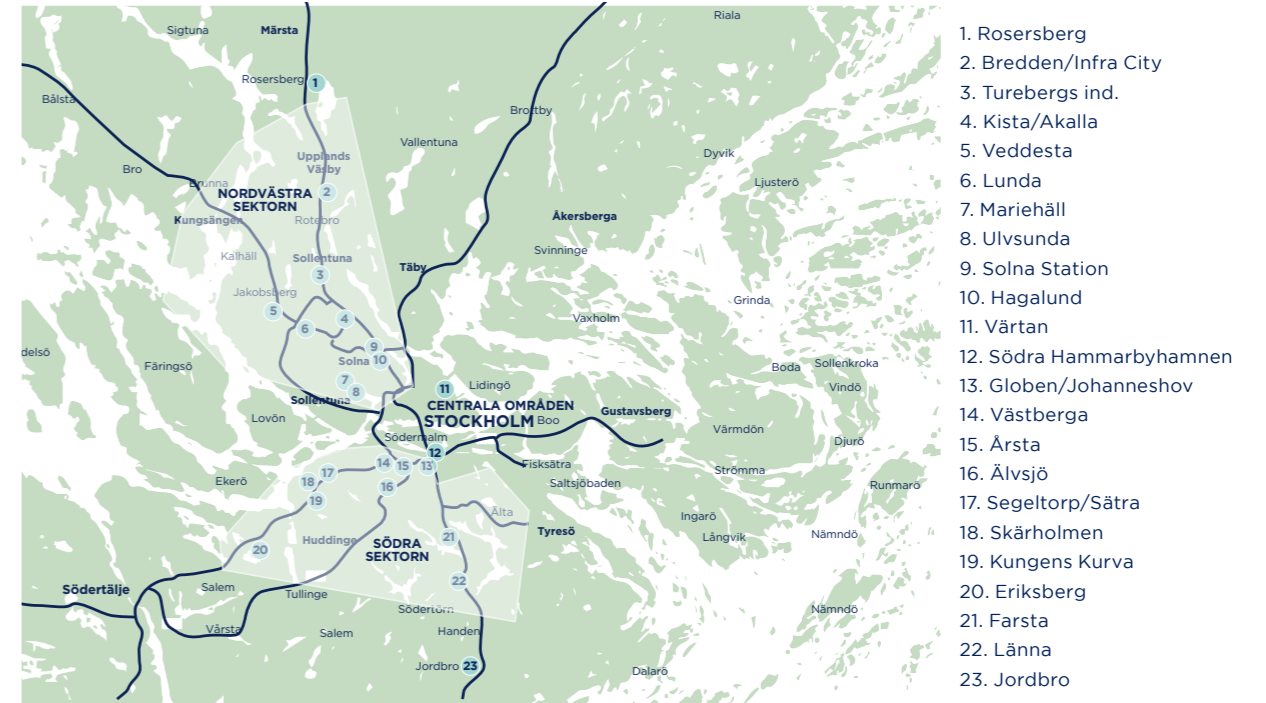 Riala
Sigtuna
Märsta
Rosersberg
1
Bålsta
Brottby
Vallentuna
Dyvik
Upplands
Väsby
Bro
Brunna
Ljusterö
NORDVÄSTRA
SEKTORN
2
Kungsängen
Rotebro
Åkersberga
Svinninge
Kalhäll
Sollentuna
Täby
3
Jakobsberg
Grinda
5
4
6
Vaxholm
9
delsö
Färingsö
Solna
10
Boda
Sollenkroka
7
8
11
Lidingö
Vindö
Sollentuna
CENTRALA OMRÅDEN
STOCKHOLM
Boo
Gustavsberg
Lovön
Värmdön
Södermalm
Djurö
12
14
15
13
Fisksätra
18
17
Strömma
Ekerö
16
Saltsjöbaden
Runmarö
19
Älta
Ingarö
Tyresö
Långvik
Nämndö
20
Huddinge
SÖDRA
SEKTORN
21
22
Södertälje
Salem
Tullinge
Södertörn
Nämndö
Vårsta
Salem
Handen
Jordbro
23
Dalarö
1. Rosersberg
2. Bredden/Infra City
3. Turebergs ind.
4. Kista/Akalla
5. Veddesta
6. Lunda
7. Mariehäll
8. Ulvsunda
9. Solna Station
10. Hagalund
11. Värtan
12. Södra Hammarbyhamnen
13. Globen/Johanneshov
14. Västberga
15. Årsta
16. Älvsjö
17. Segeltorp/Sätra
18. Skärholmen
19. Kungens Kurva
20. Eriksberg
21. Farsta
22. Länna
23. Jordbro